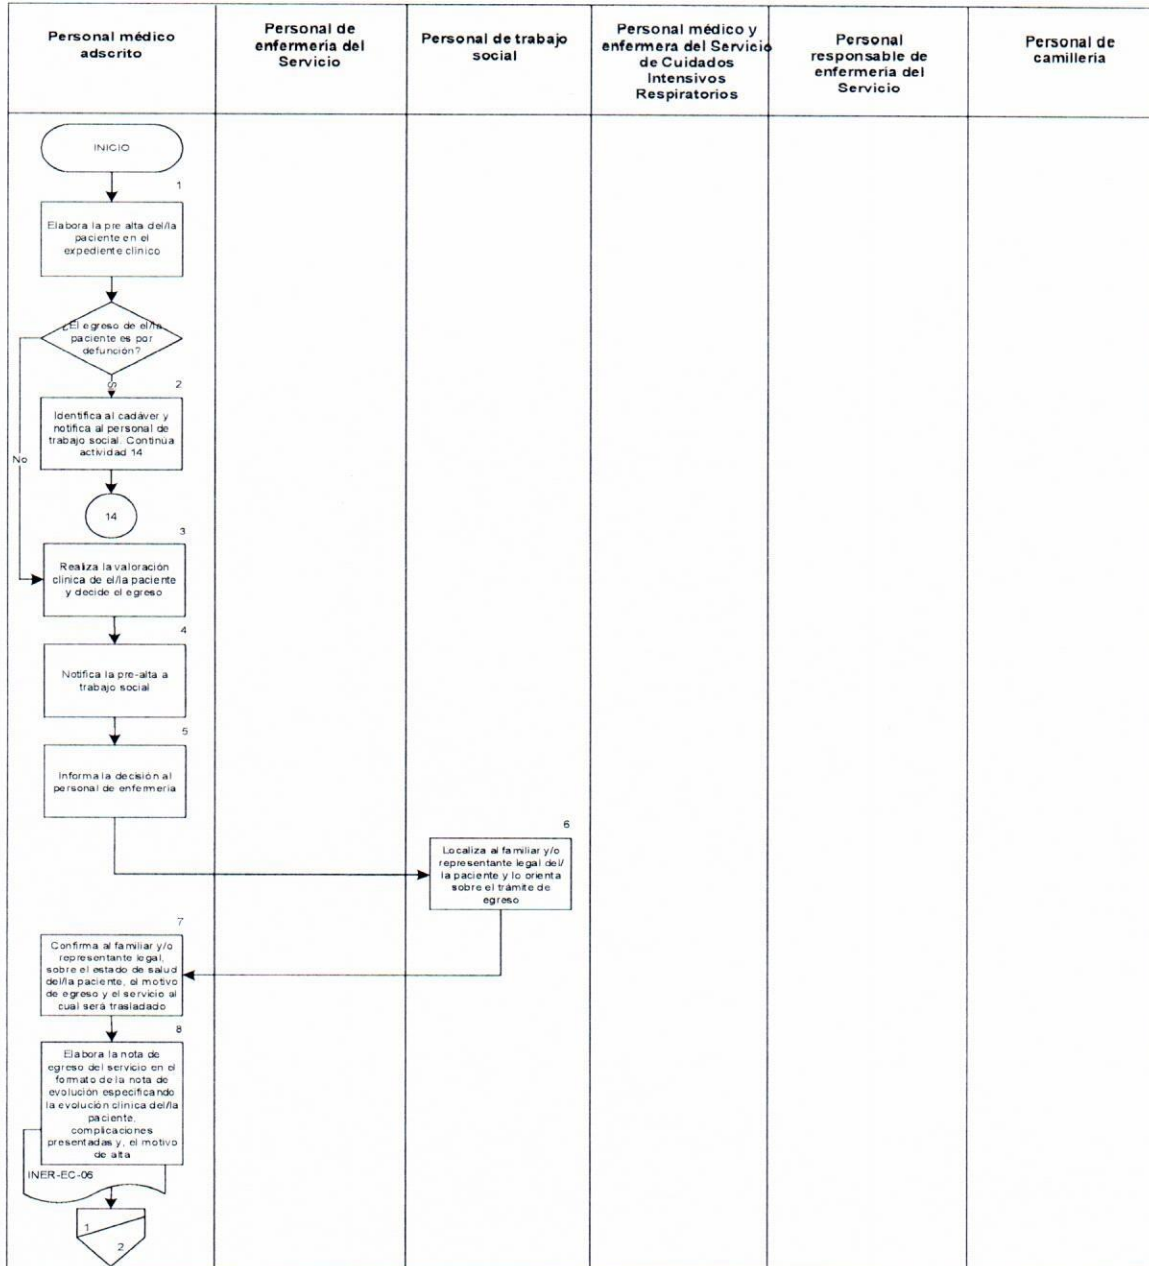 Personal médico
adscrito
Personal de
enfermería del
Servicio
Personal de trabajo
social
Personal médico y
enfermera del Servicio
de Cuidados
Intensivos
Respiratorios
Personal
responsable de
enfermería del
Servicio
Personal de
camillería
INICIO
1
Elabora la pre alta del/la
paciente en el
expediente clínico
¿El egreso de el/la
paciente es por
defunción?
Si
No
2
Identifica al cadáver y
notifica al personal de
trabajo social. Continúa
actividad 14
14
3
Realiza la valoración
clínica de el/la paciente
y decide el egreso
4
Notifica la pre-alta a
trabajo social
5
Informa la decisión al
personal de enfermería
6
Localiza al familiar y/o
representante legal del/
la paciente y lo orienta
sobre el trámite de
egreso
7
Confirma al familiar y/o
representante legal,
sobre el estado de salud
del/la paciente, el motivo
de egreso y el servicio al
cual será trasladado
8
Elabora la nota de
egreso del servicio en el
formato de la nota de
evolución especificando
la evolución clínica del/la
paciente,
complicaciones
presentadas y, el motivo
de alta
INER-EC-06
1
2